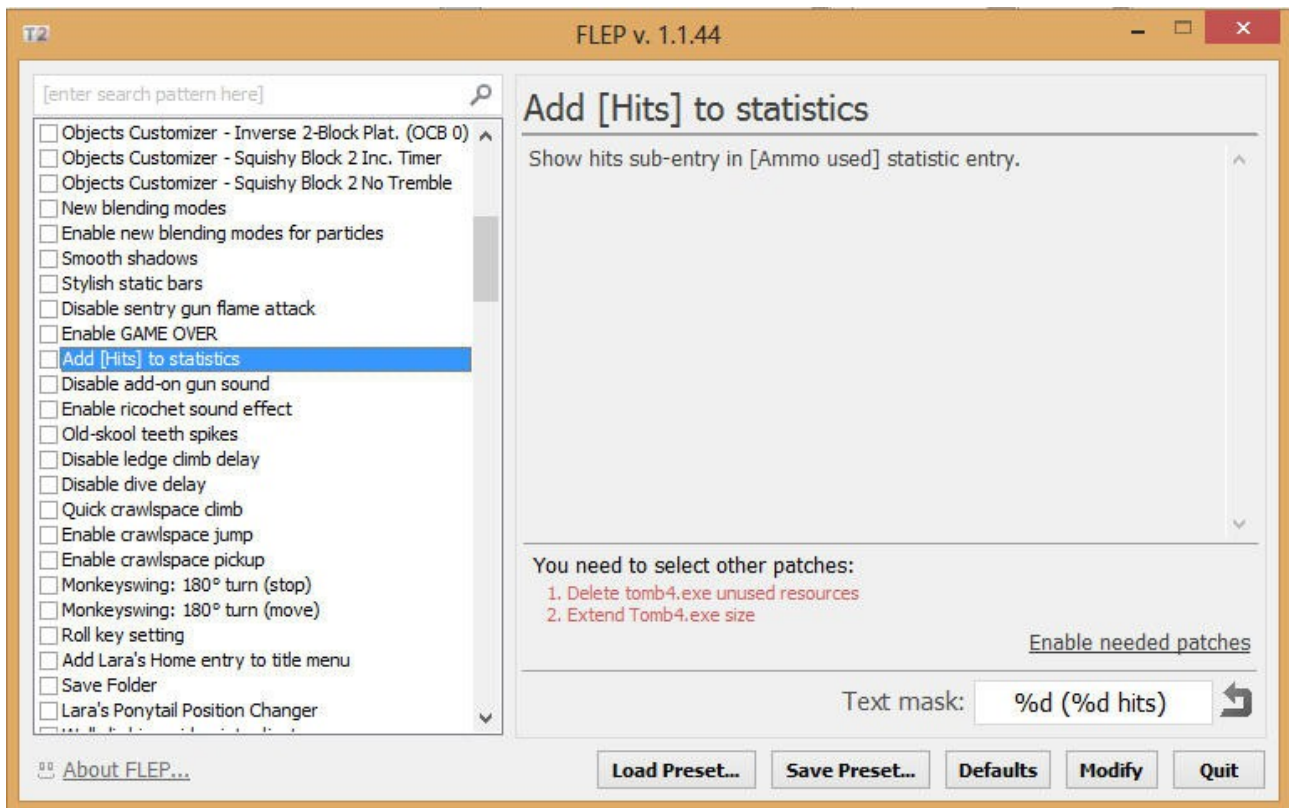 T2
FLEP v. 1.1.44
[enter search pattern here]
Objects Customizer - Inverse 2-Block Plat. (OCB 0)
Objects Customizer - Squishy Block 2 Inc. Timer
Objects Customizer - Squishy Block 2 No Tremble
New blending modes
Enable new blending modes for particles
Smooth shadows
Stylish static bars
Disable sentry gun flame attack
Enable GAME OVER
Add [Hits] to statistics
Disable add-on gun sound
Enable ricochet sound effect
Old-skool teeth spikes
Disable ledge climb delay
Disable dive delay
Quick crawlspace climb
Enable crawlspace jump
Enable crawlspace pickup
Monkeyswing: 180° turn (stop)
Monkeyswing: 180° turn (move)
Roll key setting
Add Lara's Home entry to title menu
Save Folder
Lara's Ponytail Position Changer
Add [Hits] to statistics
Show hits sub-entry in [Ammo used] statistic entry.
You need to select other patches:
1. Delete tomb4.exe unused resources
2. Extend Tomb4.exe size
Enable needed patches
Text mask: %d (%d hits)
About FLEP... Load Preset... Save Preset... Defaults Modify Quit